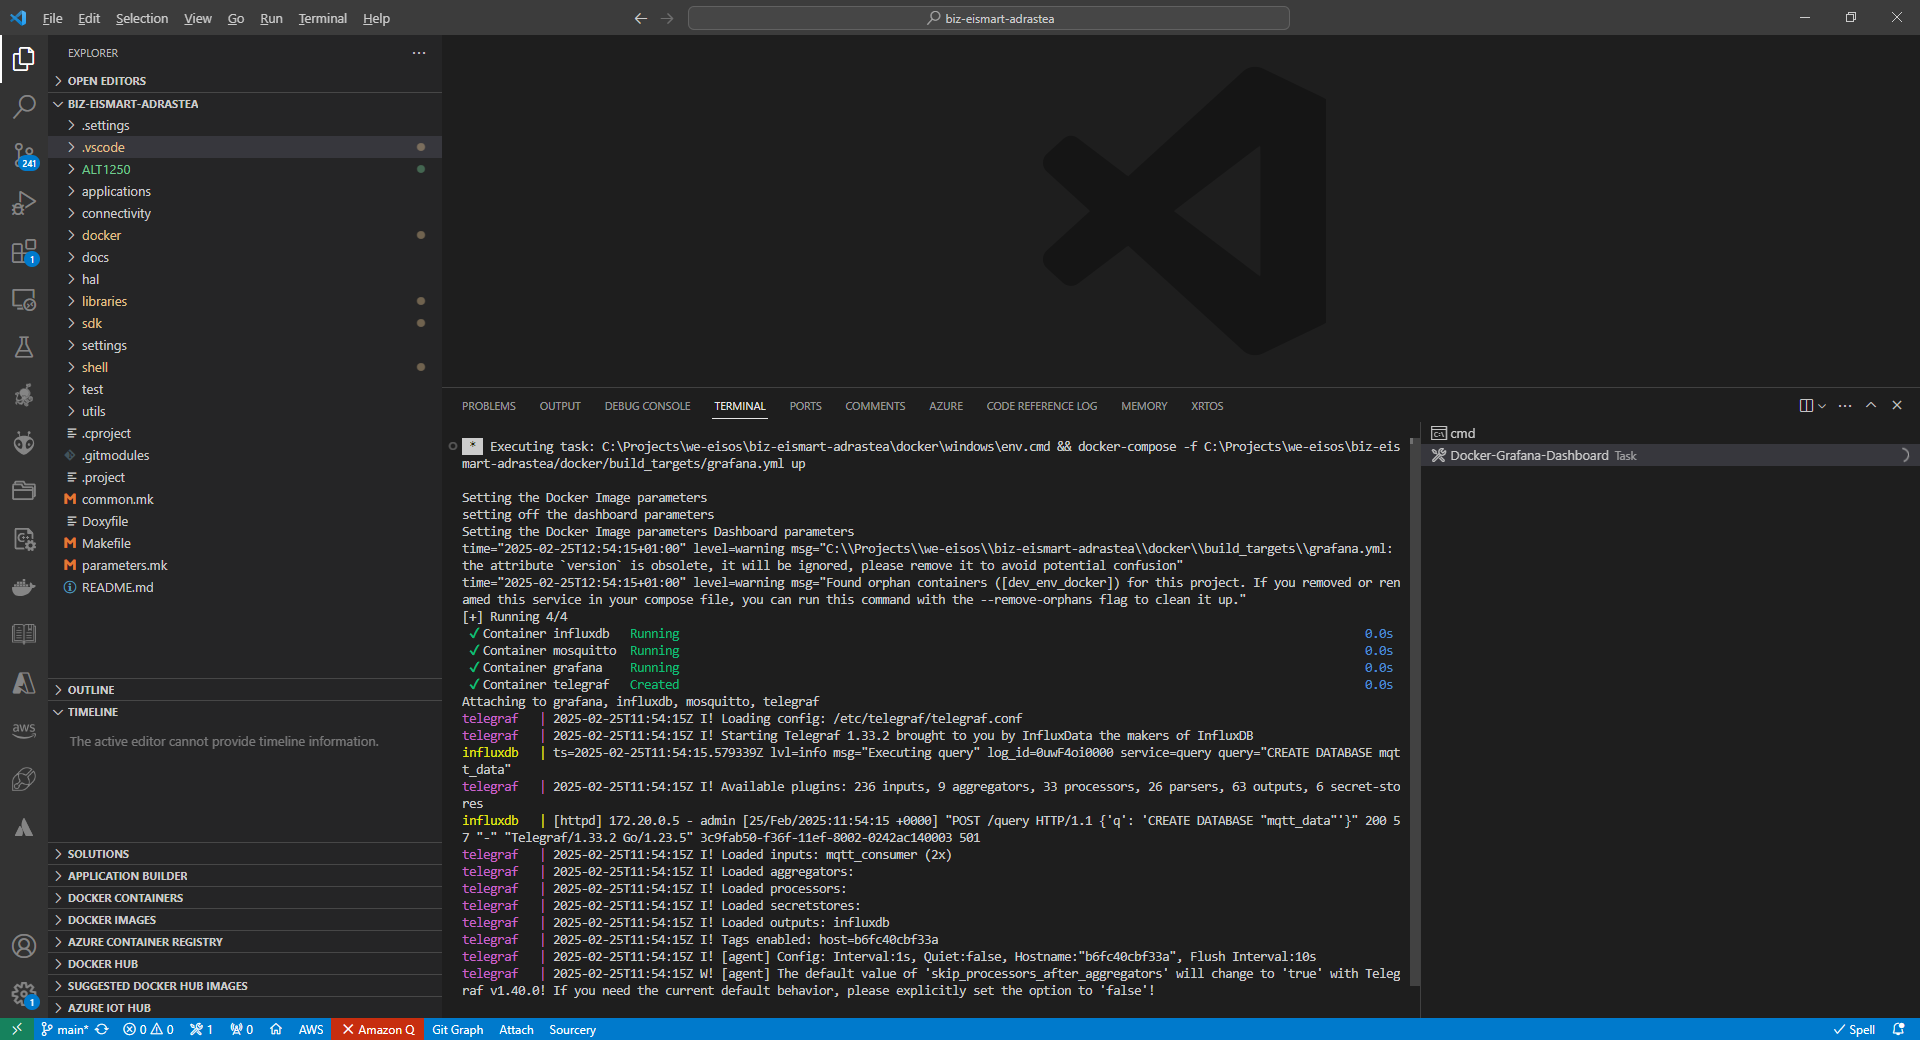 File Edit Selection View Go Run Terminal Help
biz-eismart-adrastea
EXPLORER
OPEN EDITORS
BIZ-EISMART-ADRASTEA
.settings
.vscode
ALT1250
applications
connectivity
docker
docs
hal
libraries
sdk
settings
shell
test
utils
.cproject
.gitmodules
.project
common.mk
Doxyfile
Makefile
parameters.mk
README.md
OUTLINE
TIMELINE
The active editor cannot provide timeline information.
SOLUTIONS
APPLICATION BUILDER
DOCKER CONTAINERS
DOCKER IMAGES
AZURE CONTAINER REGISTRY
DOCKER HUB
SUGGESTED DOCKER HUB IMAGES
AZURE IOT HUB
241
1
aws
1
PROBLEMS OUTPUT DEBUG CONSOLE TERMINAL PORTS COMMENTS AZURE CODE REFERENCE LOG MEMORY XRTOS
* Executing task: C:\Projects\we-eisos\biz-eismart-adrastea\docker\windows\env.cmd && docker-compose -f C:\Projects\we-eisos\biz-eis
mart-adrastea/docker/build_targets/grafana.yml up
Setting the Docker Image parameters
setting off the dashboard parameters
Setting the Docker Image parameters Dashboard parameters
time="2025-02-25T12:54:15+01:00" level=warning msg="C:\\Projects\\we-eisos\\biz-eismart-adrastea\\docker\\build_targets\\grafana.yml:
the attribute `version` is obsolete, it will be ignored, please remove it to avoid potential confusion"
time="2025-02-25T12:54:15+01:00" level=warning msg="Found orphan containers ([dev_env_docker]) for this project. If you removed or ren
amed this service in your compose file, you can run this command with the --remove-orphans flag to clean it up."
[+] Running 4/4
✓Container influxdb Running 0.0s
✓Container mosquitto Running 0.0s
✓Container grafana Running 0.0s
✓Container telegraf Created 0.0s
Attaching to grafana, influxdb, mosquitto, telegraf
telegraf | 2025-02-25T11:54:15Z I! Loading config: /etc/telegraf/telegraf.conf
telegraf | 2025-02-25T11:54:15Z I! Starting Telegraf 1.33.2 brought to you by InfluxData the makers of InfluxDB
influxdb | ts=2025-02-25T11:54:15.579339Z lvl=info msg="Executing query" log_id=0uwF4oi0000 service=query query="CREATE DATABASE mqt
t_data"
telegraf | 2025-02-25T11:54:15Z I! Available plugins: 236 inputs, 9 aggregators, 33 processors, 26 parsers, 63 outputs, 6 secret-sto
res
influxdb | [httpd] 172.20.0.5 - admin [25/Feb/2025:11:54:15 +0000] "POST /query HTTP/1.1 {'q': 'CREATE DATABASE "mqtt_data"'}" 200 5
7 "-" "Telegraf/1.33.2 Go/1.23.5" 3c9fab50-f36f-11ef-8002-0242ac140003 501
telegraf | 2025-02-25T11:54:15Z I! Loaded inputs: mqtt_consumer (2x)
telegraf | 2025-02-25T11:54:15Z I! Loaded aggregators:
telegraf | 2025-02-25T11:54:15Z I! Loaded processors:
telegraf | 2025-02-25T11:54:15Z I! Loaded secretstores:
telegraf | 2025-02-25T11:54:15Z I! Loaded outputs: influxdb
telegraf | 2025-02-25T11:54:15Z I! Tags enabled: host=b6fc40cbf33a
telegraf | 2025-02-25T11:54:15Z I! [agent] Config: Interval:1s, Quiet:false, Hostname:"b6fc40cbf33a", Flush Interval:10s
telegraf | 2025-02-25T11:54:15Z W! [agent] The default value of 'skip_processors_after_aggregators' will change to 'true' with Teleg
raf v1.40.0! If you need the current default behavior, please explicitly set the option to 'false'!
cmd
Docker-Grafana-Dashboard Task
main* 0 0 1 0 AWS Amazon Q Git Graph Attach Sourcery Spell